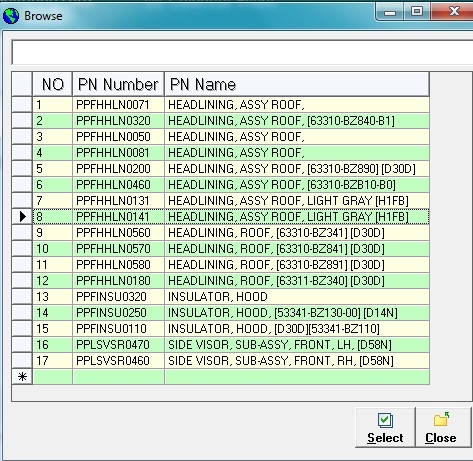 Browse
NO PN Number PN Name
1 PPFHHLN0071 HEADLINING, ASSY ROOF,
2 PPFHHLN0320 HEADLINING, ASSY ROOF, [63310-BZ840-B1]
3 PPFHHLN0050 HEADLINING, ASSY ROOF,
4 PPFHHLN0081 HEADLINING, ASSY ROOF,
5 PPFHHLN0200 HEADLINING, ASSY ROOF, [63310-BZ890] [D30D]
6 PPFHHLN0460 HEADLINING, ASSY ROOF, [63310-BZB10-B0]
7 PPFHHLN0131 HEADLINING, ASSY ROOF, LIGHT GRAY [H1FB]
8 PPFHHLN0141 HEADLINING, ASSY ROOF, LIGHT GRAY [H1FB]
9 PPFHHLN0560 HEADLINING, ROOF, [63310-BZ341] [D30D]
10 PPFHHLN0570 HEADLINING, ROOF, [63310-BZ841] [D30D]
11 PPFHHLN0580 HEADLINING, ROOF, [63310-BZ891] [D30D]
12 PPFHHLN0180 HEADLINING, ROOF, [63311-BZ340] [D30D]
13 PPFINSU0320 INSULATOR, HOOD
14 PPFINSU0250 INSULATOR, HOOD, [53341-BZ130-00] [D14N]
15 PPFINSU0110 INSULATOR, HOOD, [D30D][53341-BZ110]
16 PPLSVSR0470 SIDE VISOR, SUB-ASSY, FRONT, LH, [D58N]
17 PPLSVSR0460 SIDE VISOR, SUB-ASSY, FRONT, RH, [D58N]
Select Close